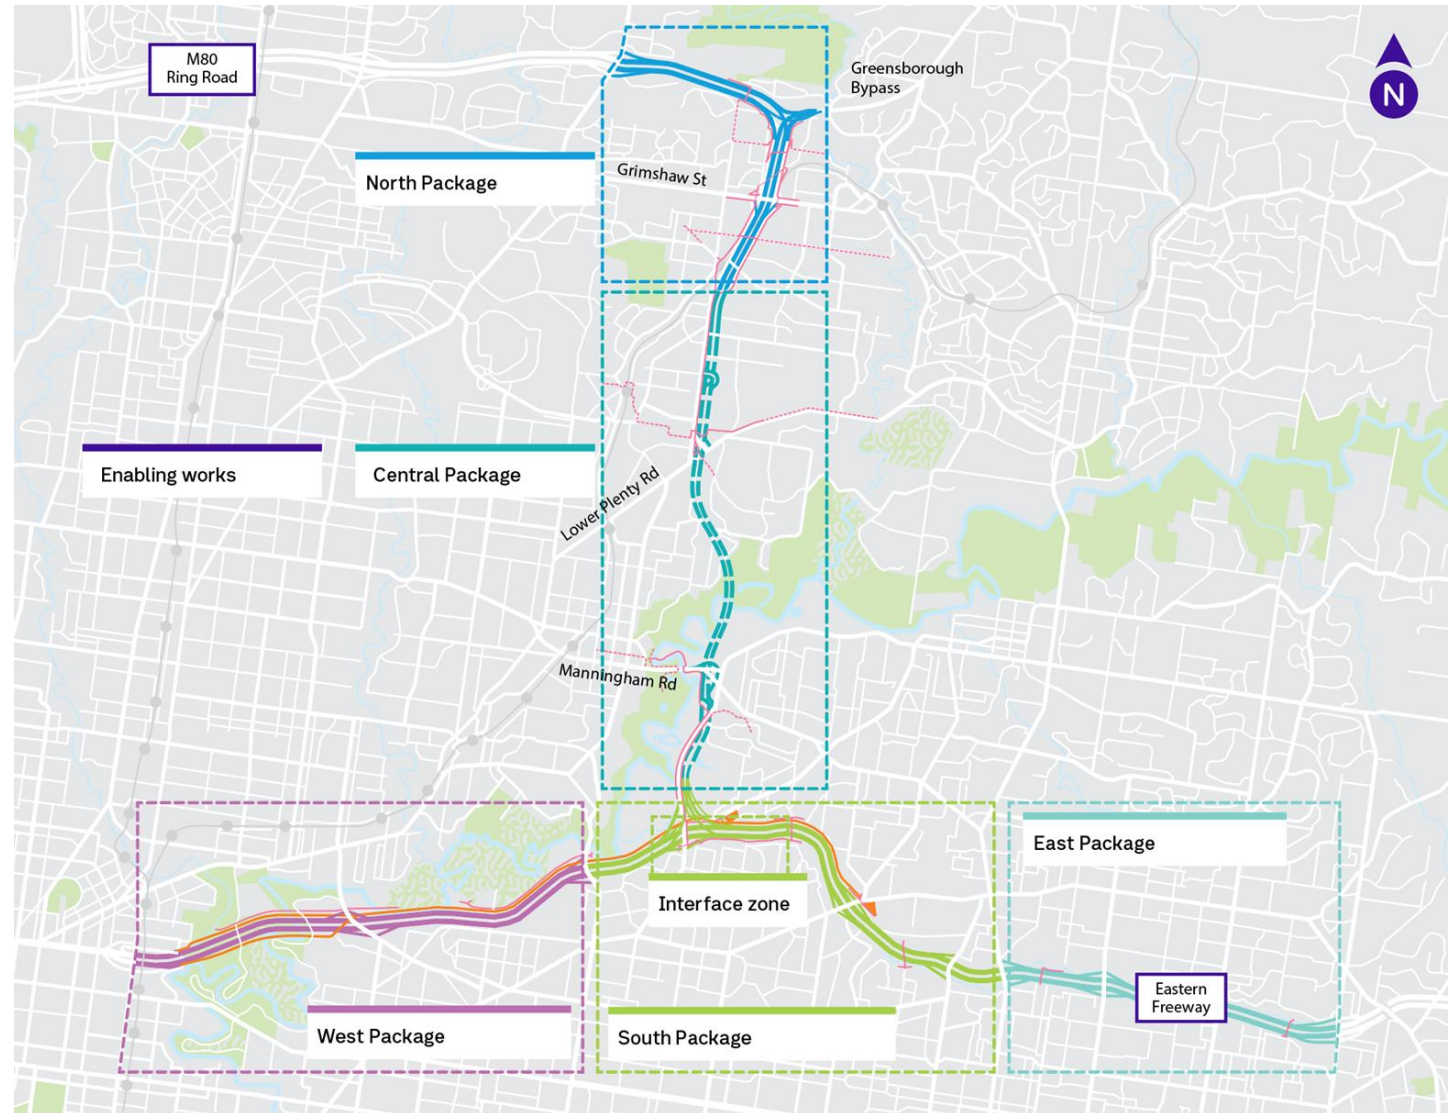 M80
Ring Road
Greensborough
Bypass
N
Grimshaw St
North Package
Enabling works
Central Package
Lower Plenty Rd
Manningham Rd
East Package
Interface zone
Eastern
Freeway
West Package
South Package